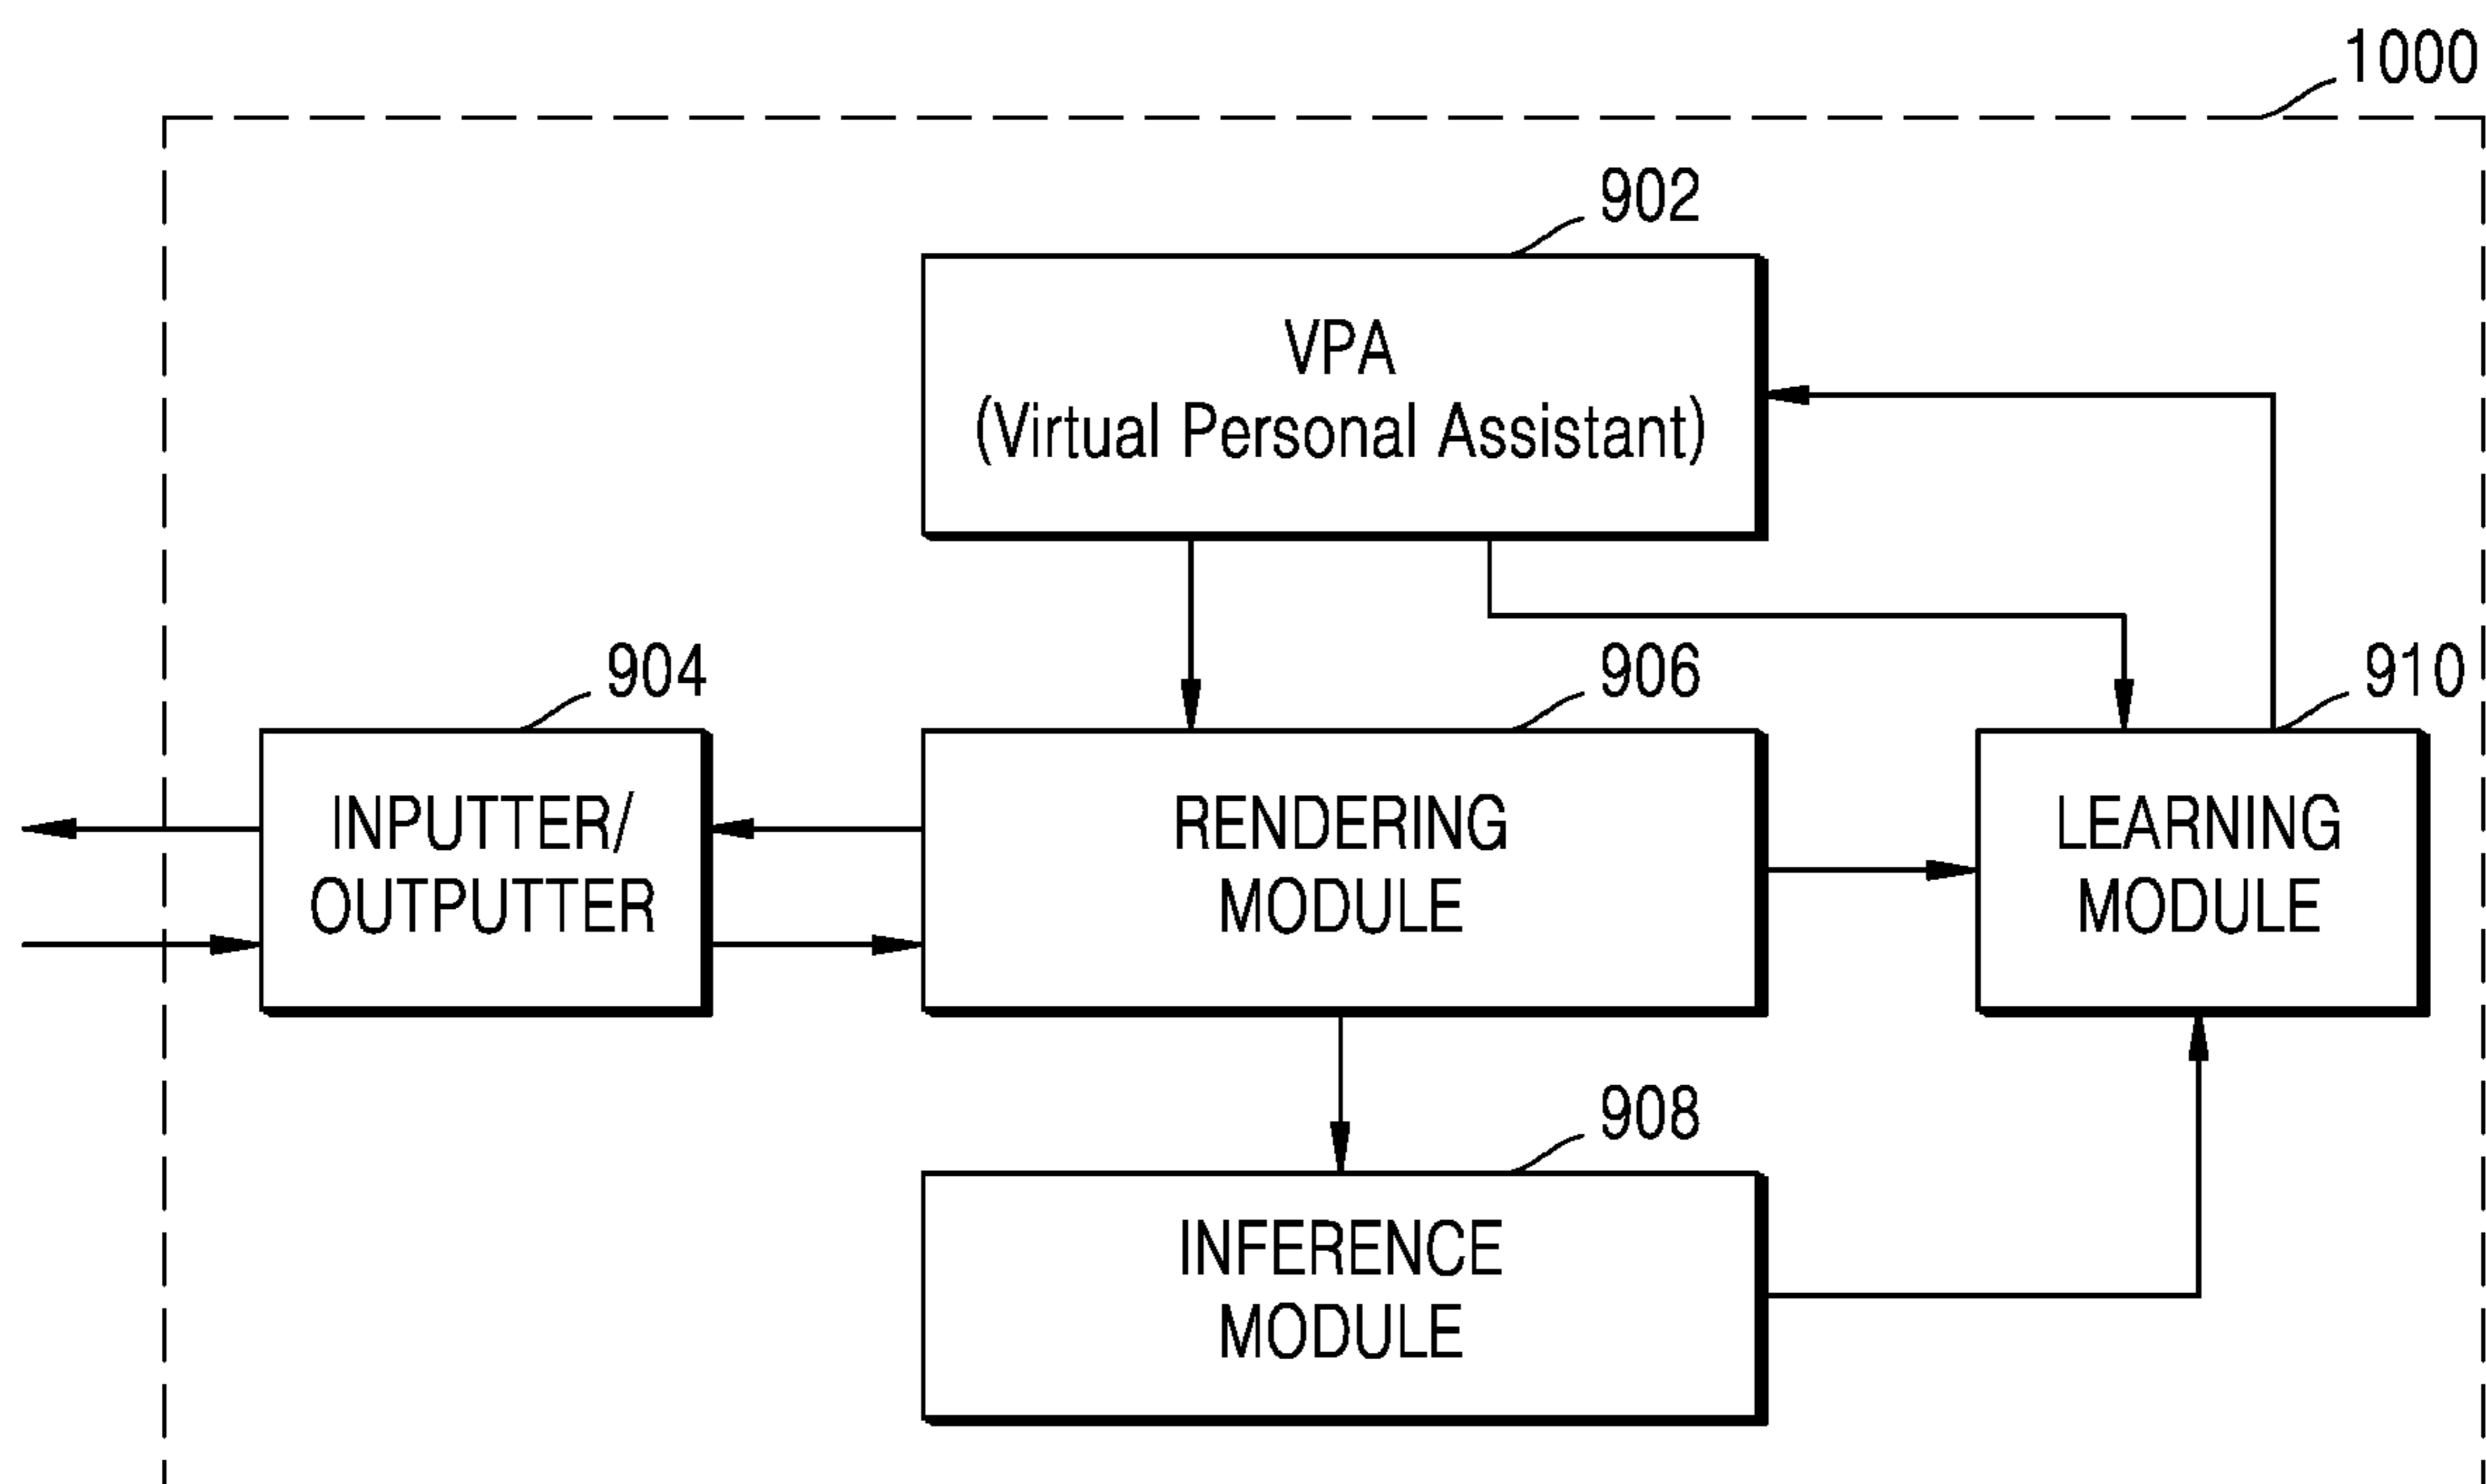 1000
902
VPA
(Virtual Personal Assistant)
904
906
910
INPUTTER/
OUTPUTTER
RENDERING
MODULE
LEARNING
MODULE
908
INFERENCE
MODULE